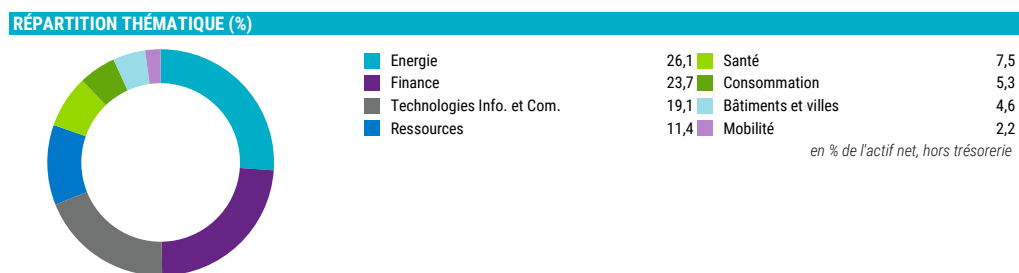 RÉPARTITION THÉMATIQUE (%)
Energie 26,1
Finance 23,7
Technologies Info. et Com. 19,1
Ressources 11,4
Santé 7,5
Consommation 5,3
Bâtiments et villes 4,6
Mobilité 2,2
en % de l'actif net, hors trésorerie